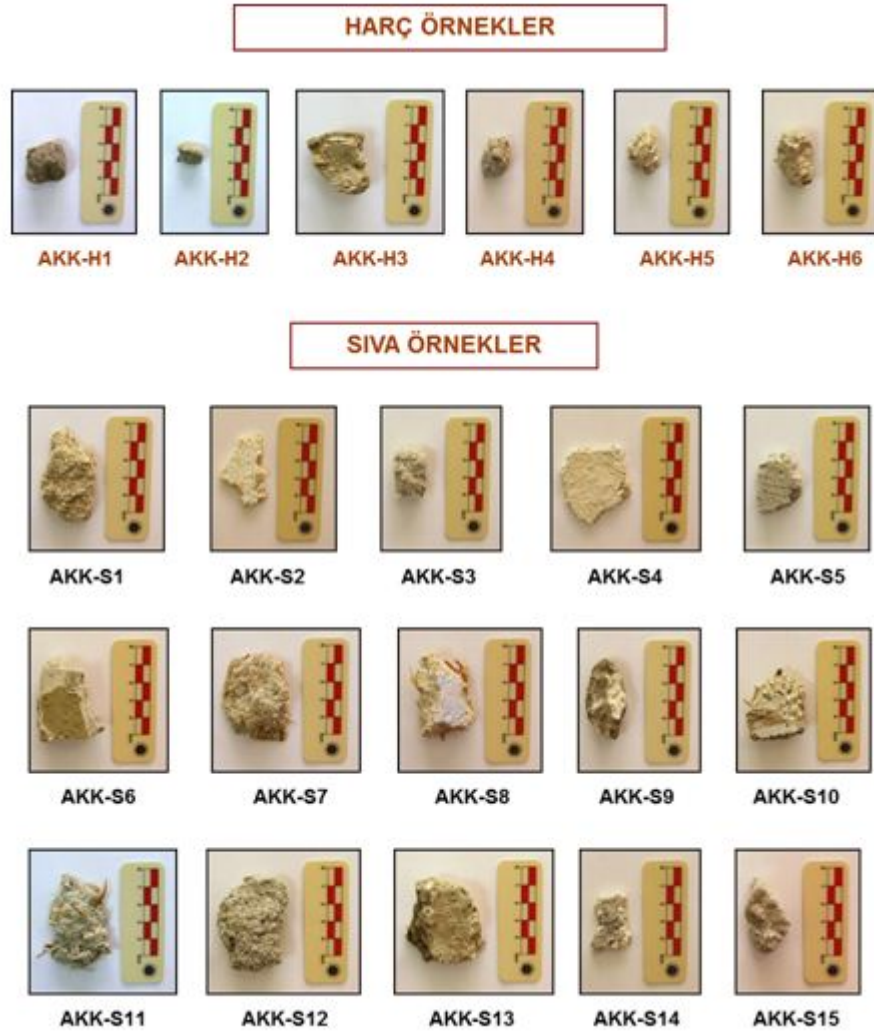 HARÇ ÖRNEKLER
AKK-H1 AKK-H2 AKK-H3 AKK-H4 AKK-H5 AKK-H6
SIVA ÖRNEKLER
AKK-S1 AKK-S2 AKK-S3 AKK-S4 AKK-S5
AKK-S6 AKK-S7 AKK-S8 AKK-S9 AKK-S10
AKK-S11 AKK-S12 AKK-S13 AKK-S14 AKK-S15